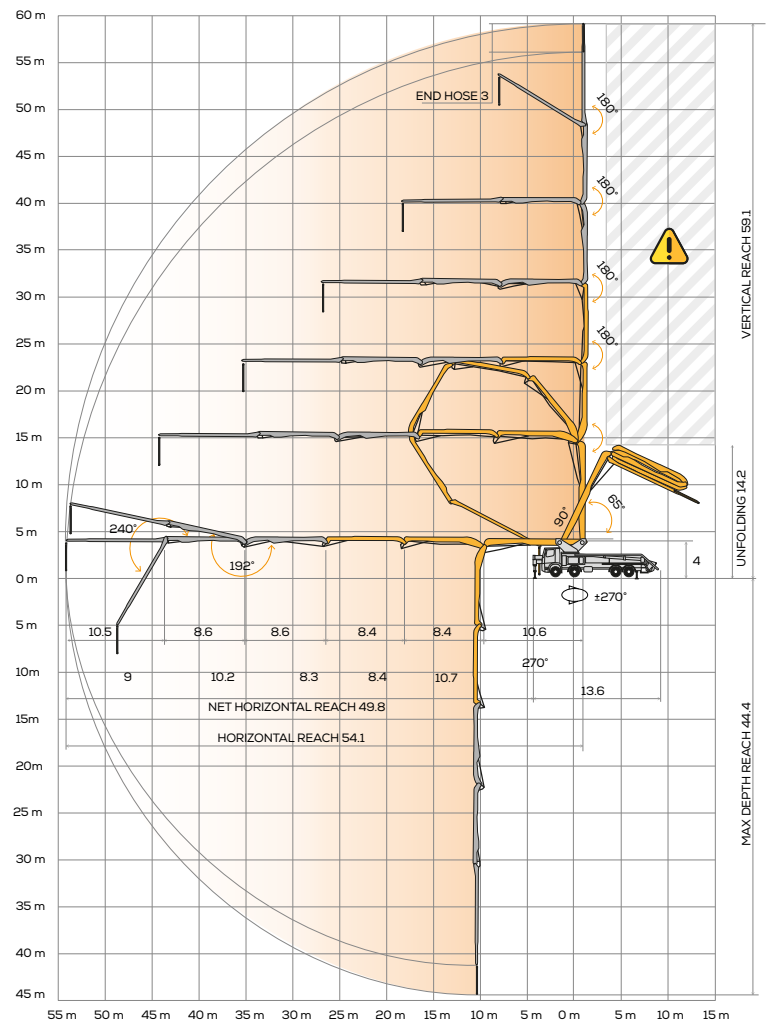 60 m
55 m
50 m
45 m
40 m
35 m
30 m
25 m
20 m
15 m
10 m
5 m
0 m
5 m
10m
15m
20m
25 m
30 m
35 m
40 m
45 m
END HOSE 3
180°
180°
180°
180°
VERTICAL REACH 59.1
UNFOLDING 14.2
90°
65°
4
240°
192°
±270°
10.5
8.6
8.6
8.4
8.4
10.6
270°
9
10.2
8.3
8.4
10.7
13.6
NET HORIZONTAL REACH 49.8
HORIZONTAL REACH 54.1
MAX DEPTH REACH 44.4
55 m
50 m
45 m
40 m
35 m
30 m
25 m
20 m
15 m
10 m
5 m
0 m
5 m
10 m
15 m